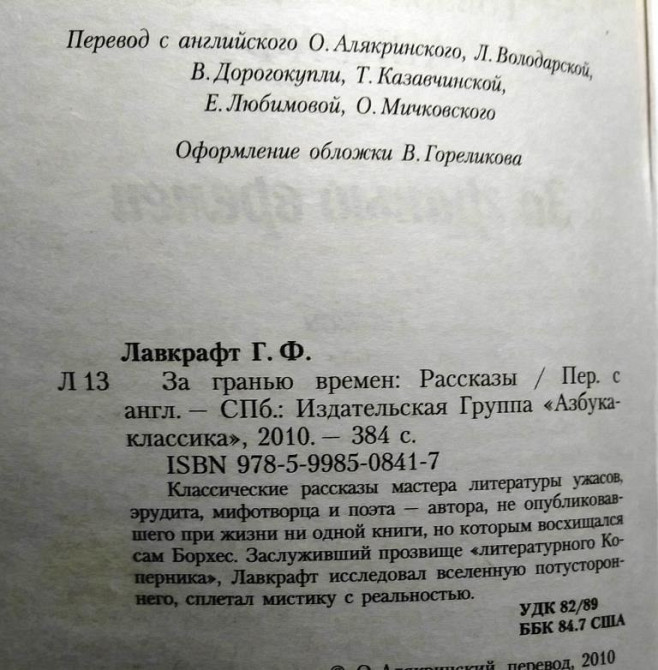 Перевод с английского О. Алякринского, Л. Володарской,
В. Дорогокупли, Т. Казавчинской,
Е. Любимовой, О. Мичковского
Оформление обложки В. Гореликова
Лавкрафт Г. Ф.
Л 13 За гранью времен: Рассказы / Пер. с
англ. — СПб.: Издательская Группа «Азбука-
классика», 2010. — 384 с.
ISBN 978-5-9985-0841-7
Классические рассказы мастера литературы ужасов,
эрудита, мифотворца и поэта — автора, не опубликовав-
шего при жизни ни одной книги, но которым восхищался
сам Борхес. Заслуживший прозвище «литературного Ко-
перника», Лавкрафт исследовал вселенную потусторон-
него, сплетал мистику с реальностью.
УДК 82/89
ББК 84.7 США
© О. Алякринский, перевод, 2010